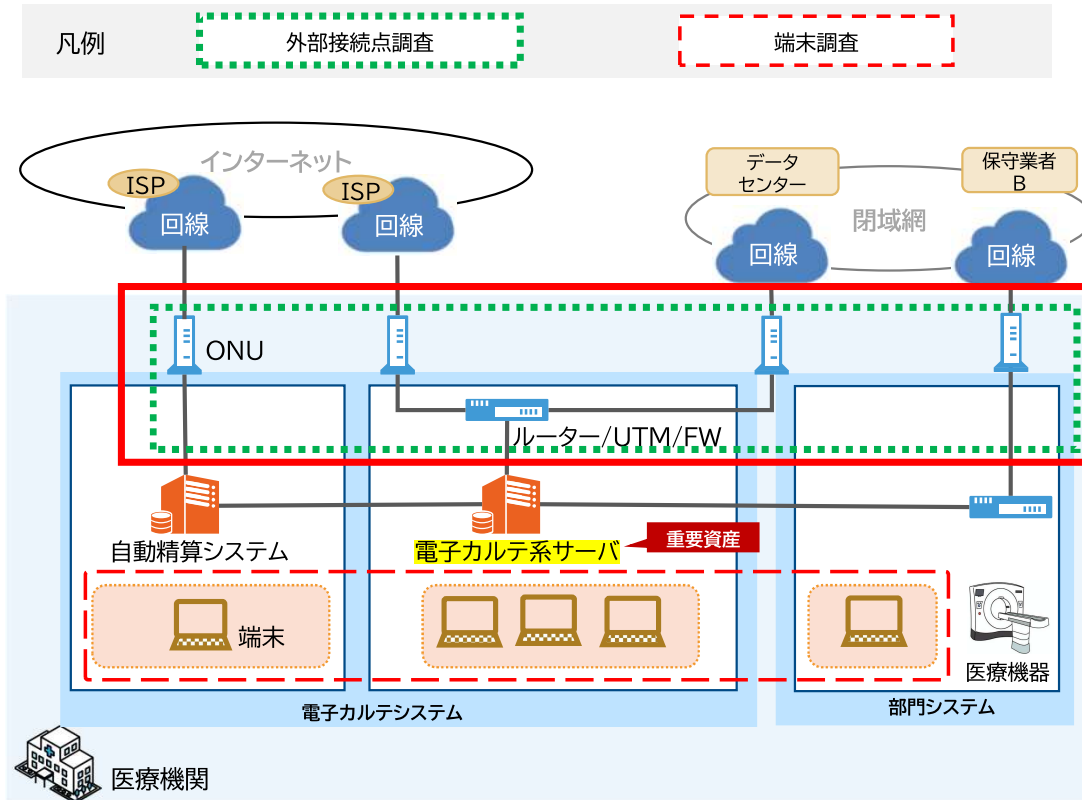 凡例
外部接続点調査
端末調査
インターネット
ISP
ISP
回線
回線
データ
センター
保守業者
B
閉域網
回線
回線
ONU
ルーター/UTM/FW
自動精算システム
電子カルテ系サーバ
重要資産
端末
医療機器
電子カルテシステム
部門システム
医療機関